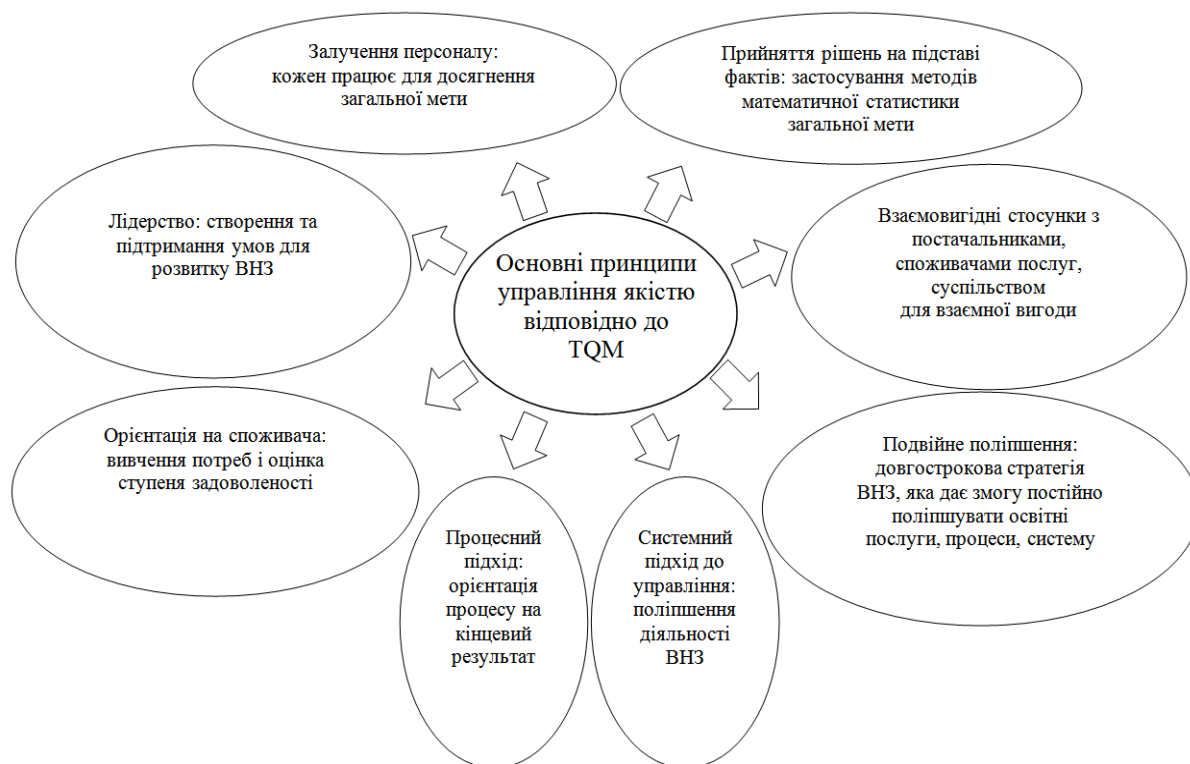 Залучення персоналу:
кожен працює для досягнення
загальної мети
Прийняття рішень на підставі
фактів: застосування методів
математичної статистики
загальної мети
Лідерство: створення та
підтримання умов для
розвитку ВНЗ
Основні принципи
управління якістю
відповідно до
TQM
Взаємовигідні стосунки з
постачальниками,
споживачами послуг,
суспільством
для взаємної вигоди
Орієнтація на споживача:
вивчення потреб і оцінка
ступеня задоволеності
Подвійне поліпшення:
довгострокова стратегія
ВНЗ, яка дає змогу постійно
поліпшувати освітні
послуги, процеси, систему
Процесний
підхід:
орієнтація
процесу на
кінцевий
результат
Системний
підхід до
управління:
поліпшення
діяльності
ВНЗ